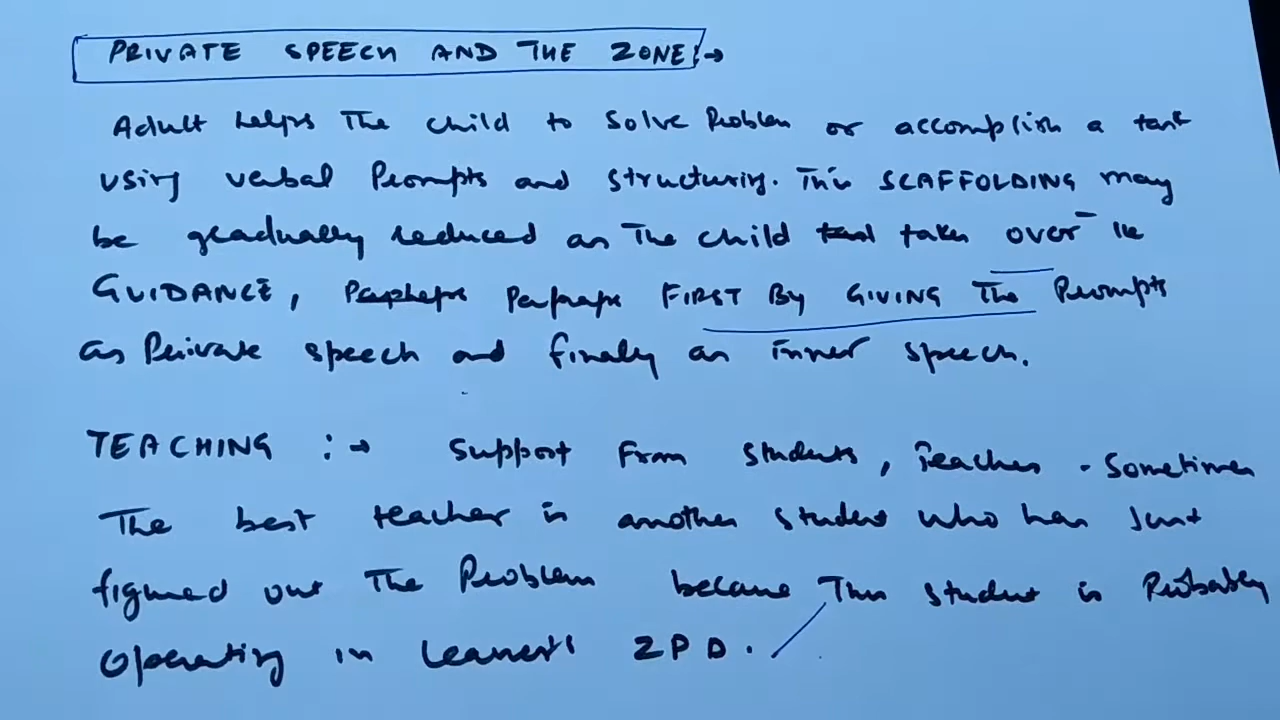 PRIVATE SPEECH AND THE ZONE:→
Adult helps The child to Solve Problem or accomplish a task
using verbal Prompts and structuring. This SCAFFOLDING may
be gradually reduced as The child takes over the
GUIDANCE, Perhaps FIRST BY GIVING The Prompts
as Private speech and finally as inner speech.
TEACHING :→ Support From Students, Teacher. Sometimes
The best teacher is another student who has Just
figured out The Problem because This student is Probably
operating in learner's ZPD.